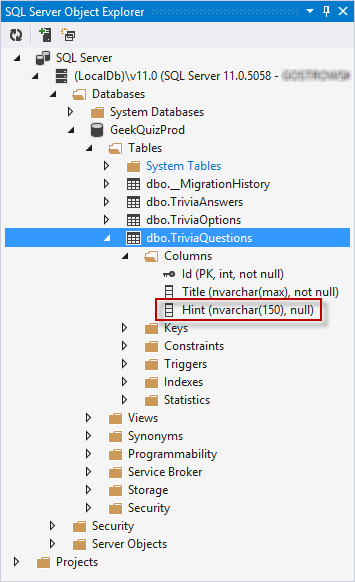 SQL Server Object Explorer
SQL Server
(LocalDb)\v11.0 (SQL Server 11.0.5058 -
Databases
System Databases
GeekQuizProd
Tables
System Tables
dbo.__MigrationHistory
dbo.TriviaAnswers
dbo.TriviaOptions
dbo.TriviaQuestions
Columns
Id (PK, int, not null)
Title (nvarchar(max), not null)
Hint (nvarchar(150), null)
Keys
Constraints
Triggers
Indexes
Statistics
Views
Synonyms
Programmability
Service Broker
Storage
Security
Security
Server Objects
Projects